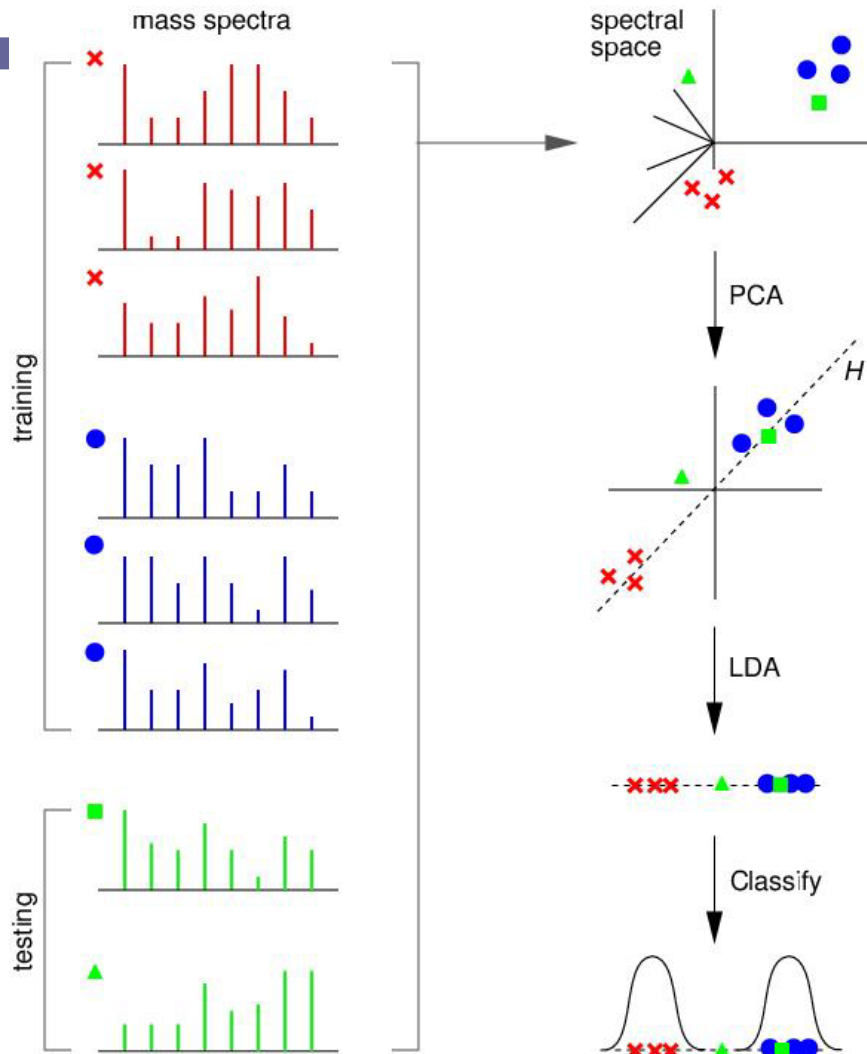 mass spectra
spectral
space
training
PCA
H
LDA
testing
Classify